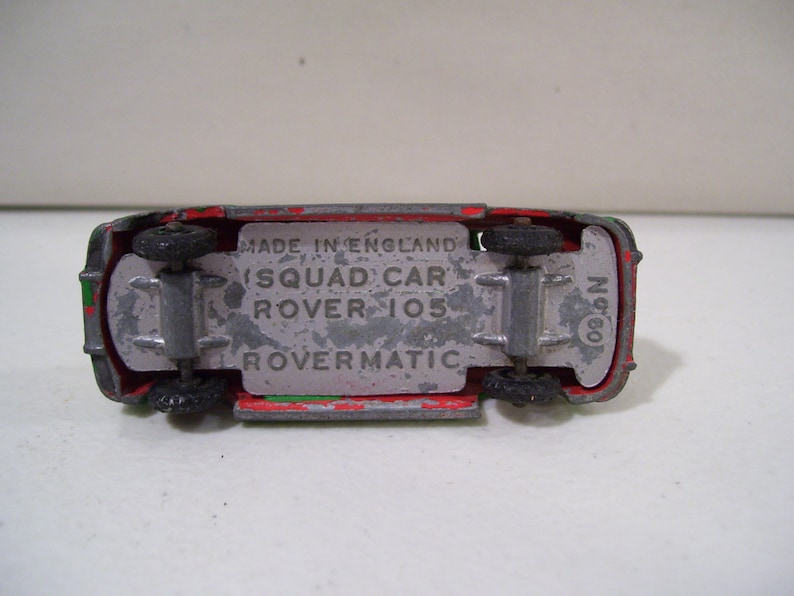 MADE IN ENGLAND
SQUAD CAR
ROVER 105
ROVERMATIC
No
60